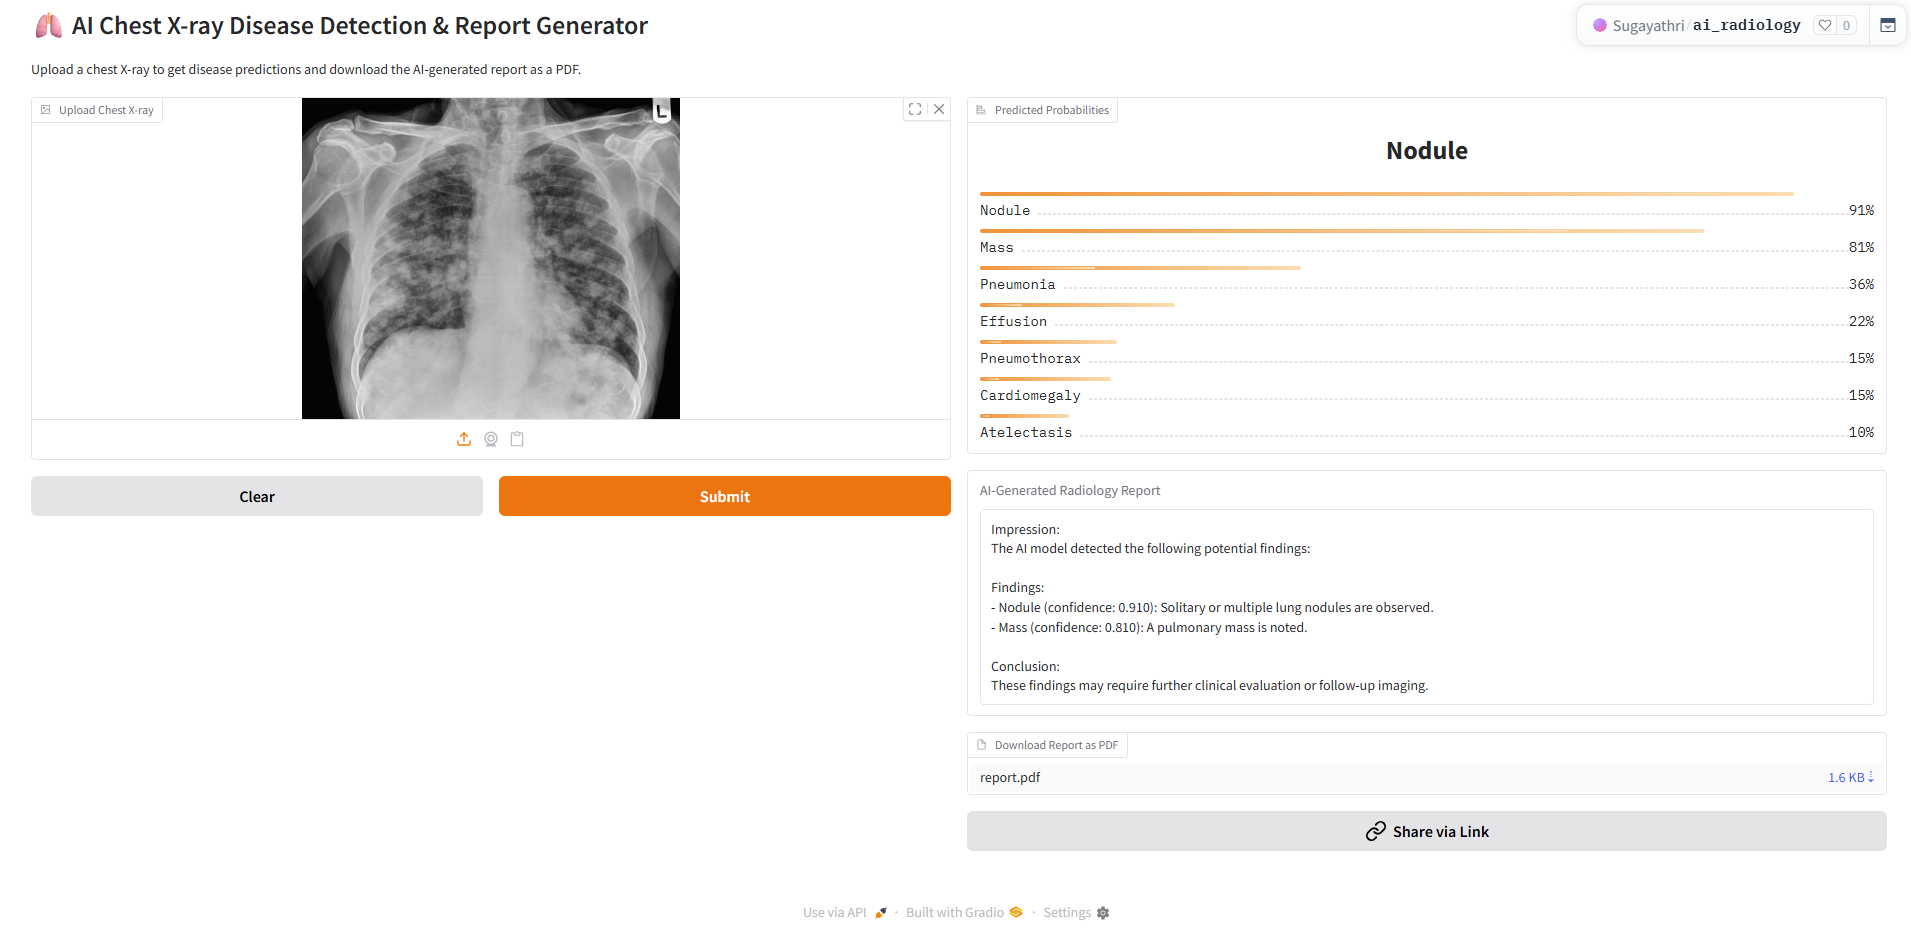 🫁 AI Chest X-ray Disease Detection & Report Generator
Sugayathri/ai_radiology
0
Upload a chest X-ray to get disease predictions and download the AI-generated report as a PDF.
Upload Chest X-ray
L
Clear
Submit
Predicted Probabilities
Nodule
Nodule 91%
Mass 81%
Pneumonia 36%
Effusion 22%
Pneumothorax 15%
Cardiomegaly 15%
Atelectasis 10%
AI-Generated Radiology Report
Impression:
The AI model detected the following potential findings:
Findings:
- Nodule (confidence: 0.910): Solitary or multiple lung nodules are observed.
- Mass (confidence: 0.810): A pulmonary mass is noted.
Conclusion:
These findings may require further clinical evaluation or follow-up imaging.
Download Report as PDF
report.pdf 1.6 KB ⇣
Share via Link
Use via API 🚀 · Built with Gradio · Settings ⚙